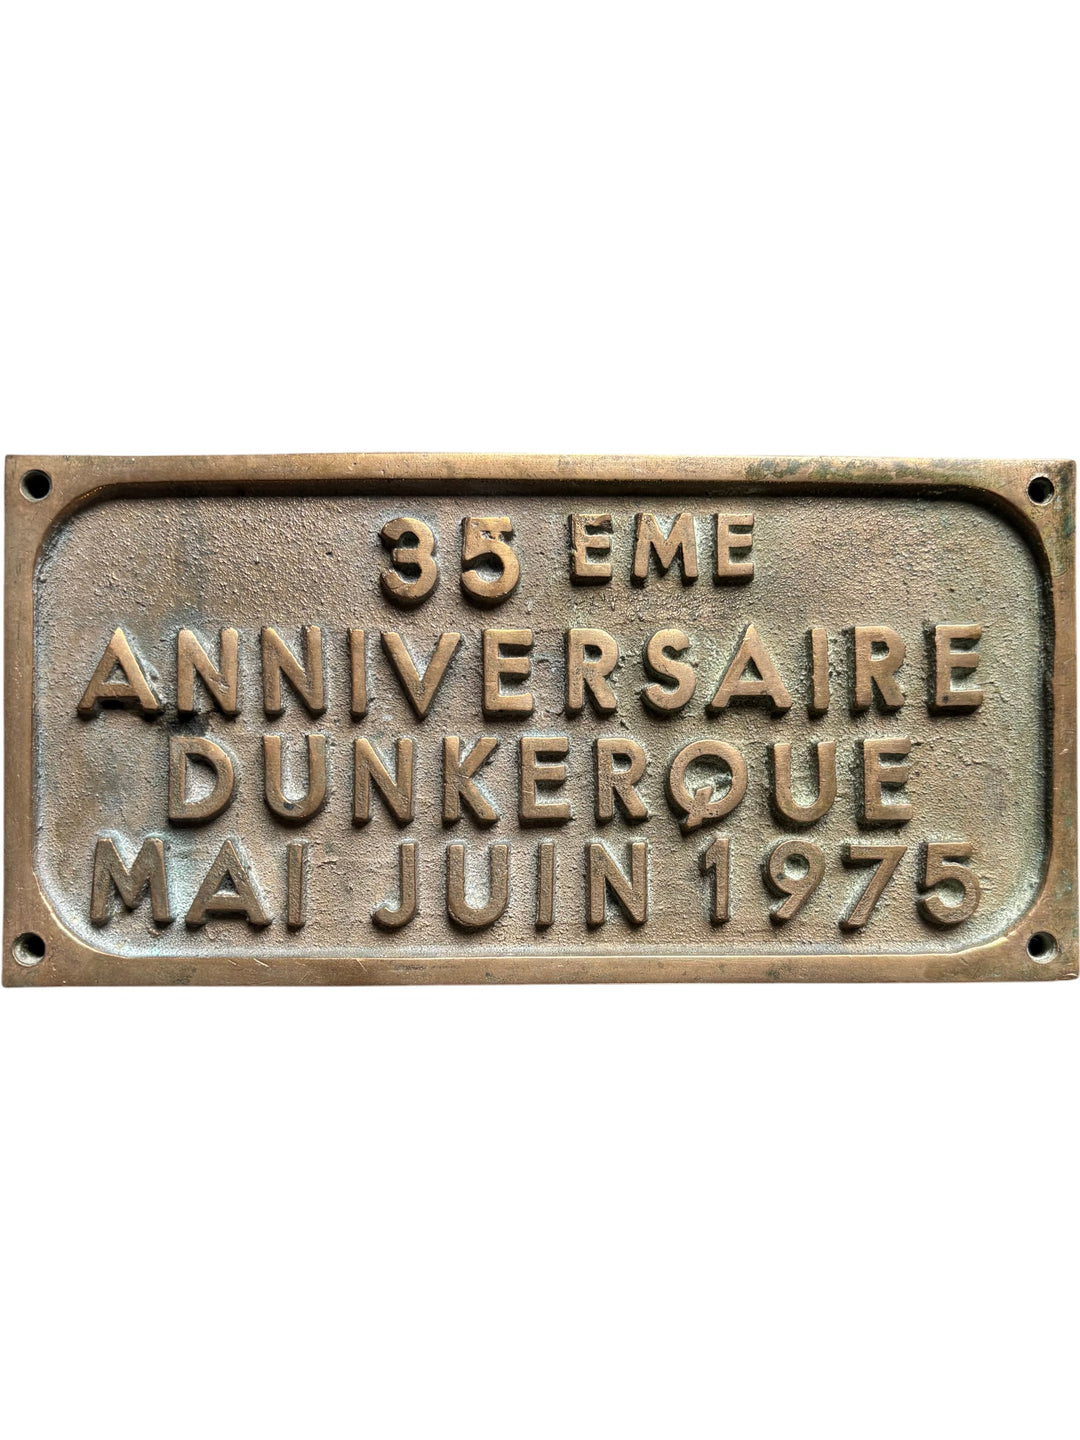 35 EME
ANNIVERSAIRE
DUNKERQUE
MAI JUIN 1975